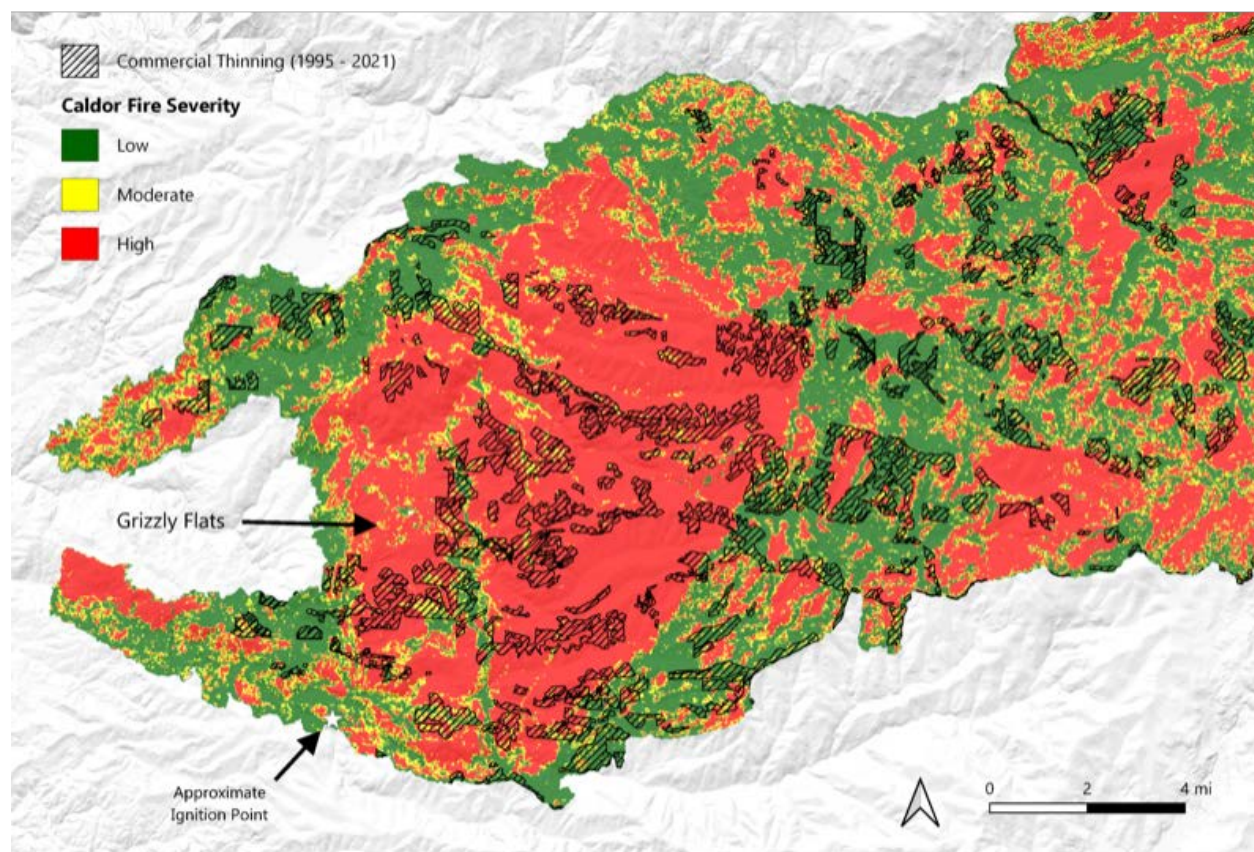 Commercial Thinning (1995 - 2021)
Caldor Fire Severity
Low
Moderate
High
Grizzly Flats
Approximate
Ignition Point
0 2 4 mi